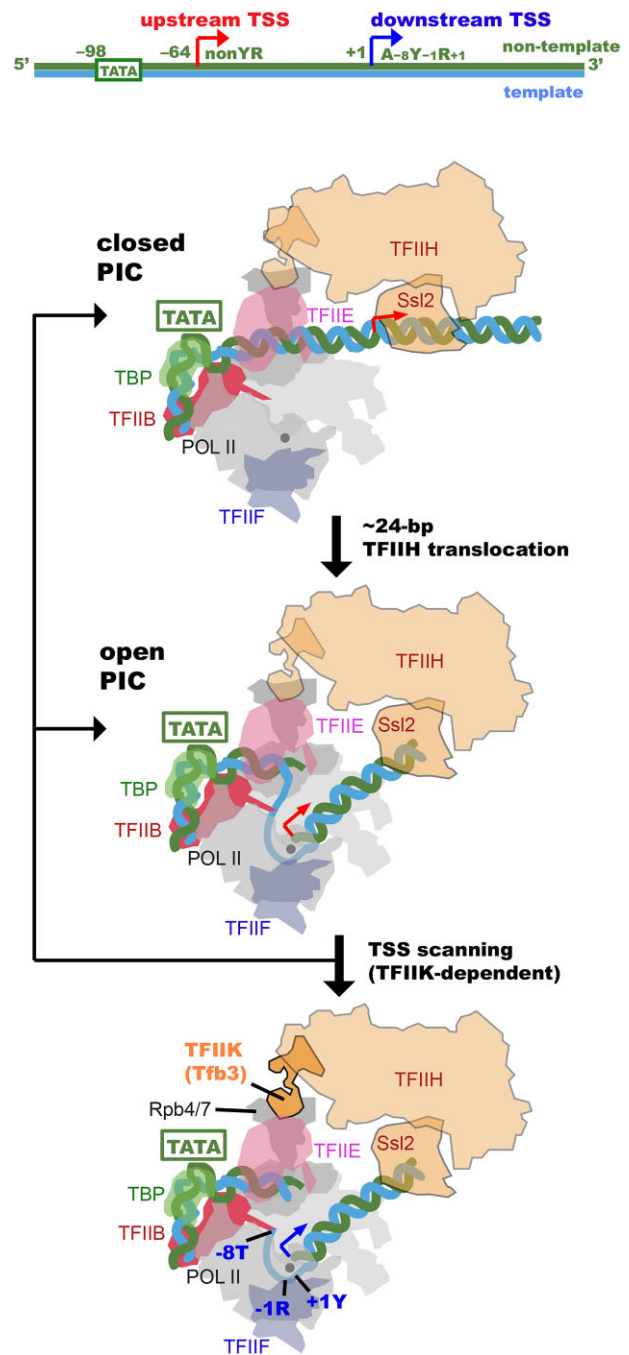 upstream TSS downstream TSS
–98 –64 nonYR +1 A–8Y–1R+1 non-template
5’ TATA 3’
template
closed
PIC
TFIIH
Ssl2
TATA
TFIIE
TBP
TFIIB
POL II
TFIIF
~24-bp
TFIIH translocation
open
PIC
TFIIH
Ssl2
TATA
TFIIE
TBP
TFIIB
POL II
TFIIF
TSS scanning
(TFIIK-dependent)
TFIIK
(Tfb3)
TFIIH
Rpb4/7
Ssl2
TATA
TFIIE
TBP
TFIIB
-8T
POL II
-1R +1Y
TFIIF